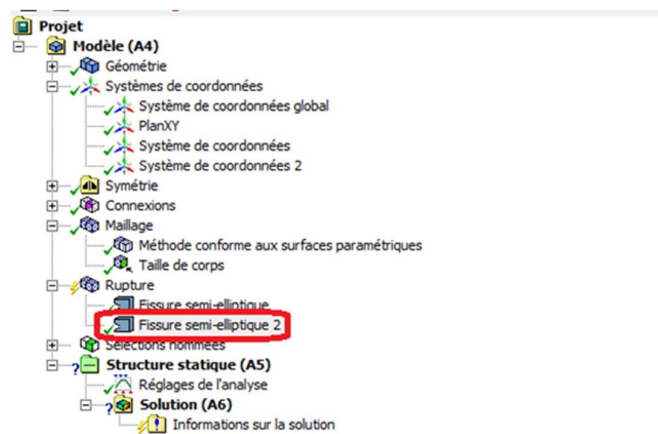 Projet
Modèle (A4)
Géométrie
Systèmes de coordonnées
Système de coordonnées global
PlanXY
Système de coordonnées
Système de coordonnées 2
Symétrie
Connexions
Maillage
Méthode conforme aux surfaces paramétriques
Taille de corps
Rupture
Fissure semi-elliptique
Fissure semi-elliptique 2
Sélections nommées
Structure statique (A5)
Réglages de l'analyse
Solution (A6)
Informations sur la solution